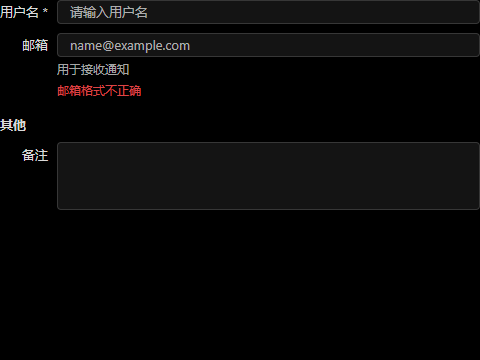 用户名 *
请输入用户名
邮箱
name@example.com
用于接收通知
邮箱格式不正确
其他
备注